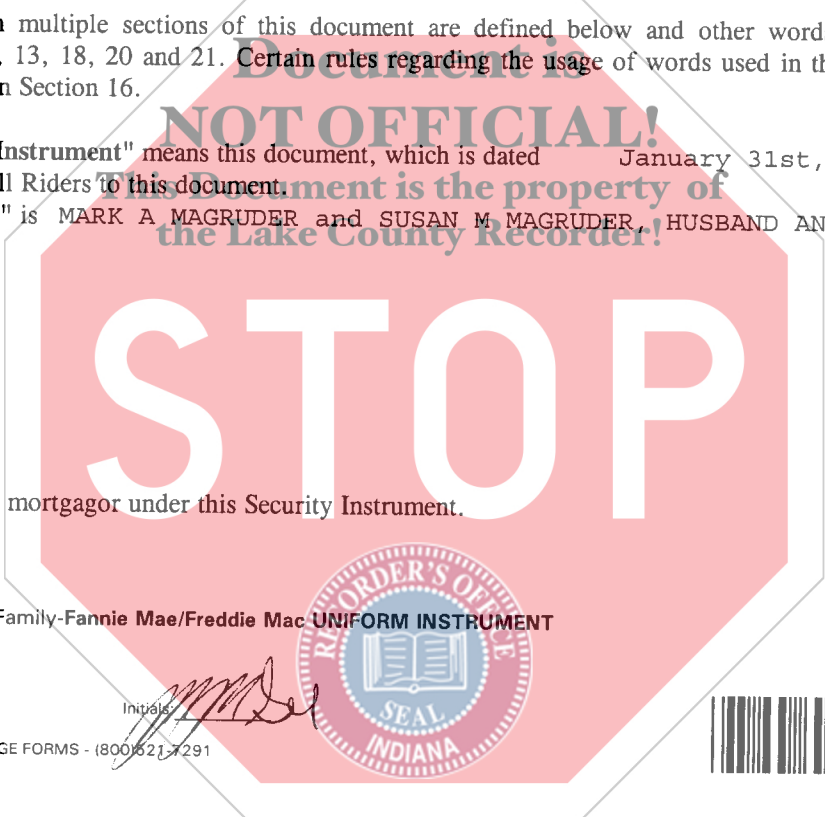 multiple sections of this document are defined below and other word
, 13, 18, 20 and 21. Certain rules regarding the usage of words used in th
n Section 16.
Document is
NOT OFFICIAL!
Instrument" means this document, which is dated January 31st,
ll Riders to this document.
This Document is the property of
" is MARK A MAGRUDER and SUSAN M MAGRUDER, HUSBAND AN
the Lake County Recorder!
STOP
mortgagor under this Security Instrument.
RECORDER'S OFFICE
Family-Fannie Mae/Freddie Mac UNIFORM INSTRUMENT
Initials:
SEAL
GE FORMS - (800)521-7291
INDIANA